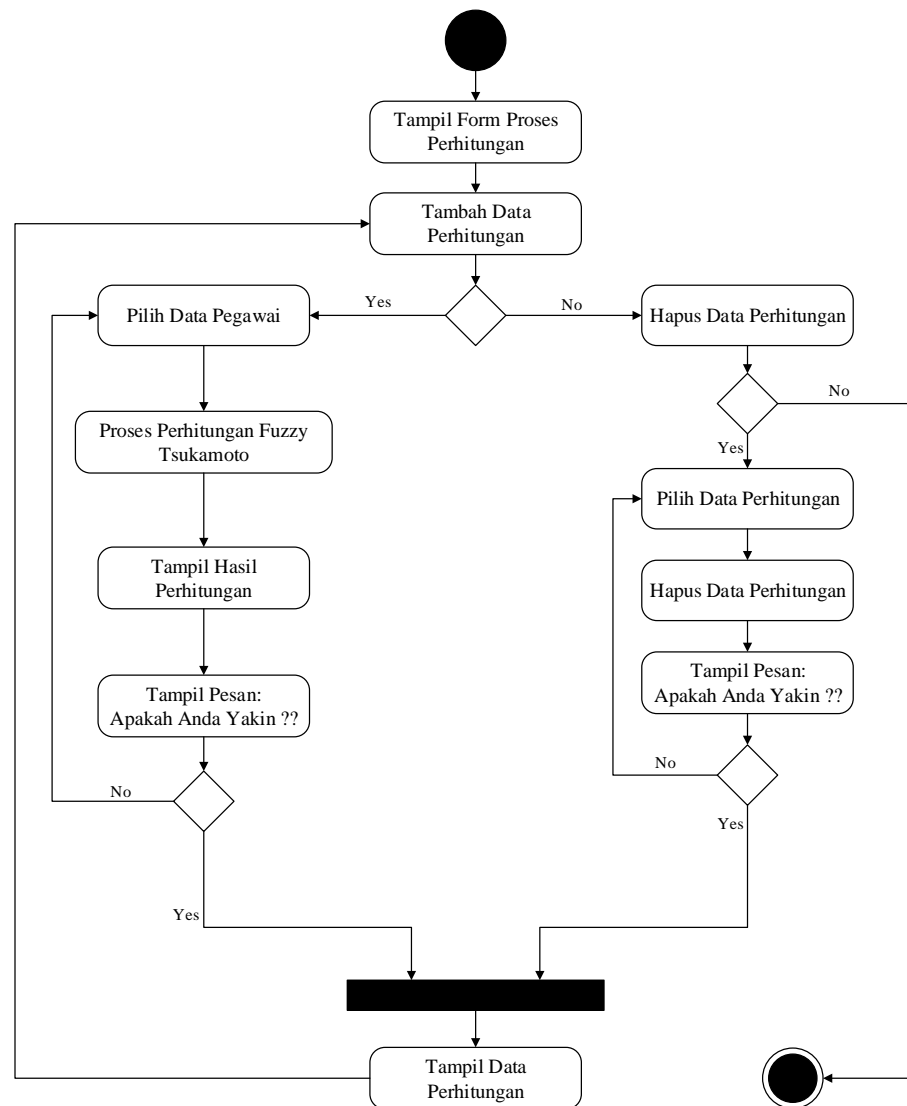 Tampil Form Proses
Perhitungan
Tambah Data
Perhitungan
Yes
No
Pilih Data Pegawai
Hapus Data Perhitungan
No
Yes
Proses Perhitungan Fuzzy
Tsukamoto
Pilih Data Perhitungan
Tampil Hasil
Perhitungan
Hapus Data Perhitungan
Tampil Pesan:
Apakah Anda Yakin ??
Tampil Pesan:
Apakah Anda Yakin ??
No
No
Yes
Yes
Tampil Data
Perhitungan